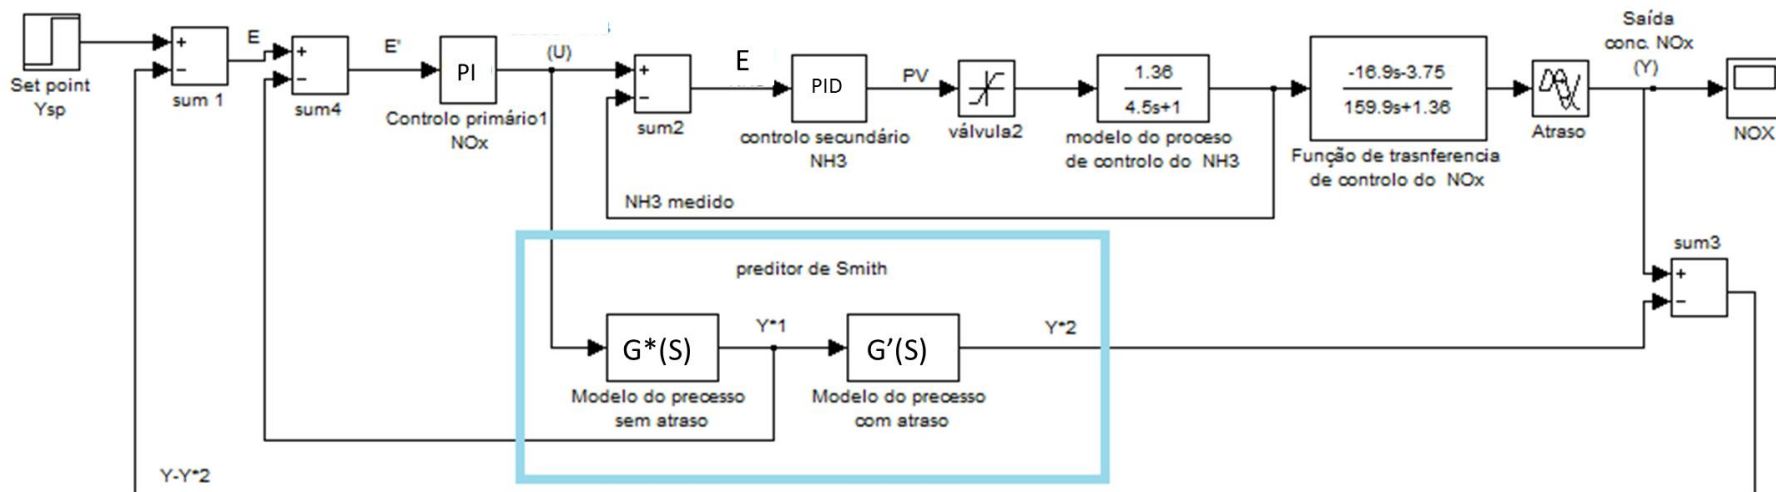 Set point
Ysp
+
−
sum 1
E
+
−
sum4
E'
PI
Controlo primário1
NOx
(U)
+
−
sum2
E
PID
controlo secundário
NH3
PV
válvula2
1.36
4.5s+1
modelo do proceso
de controlo do NH3
-16.9s-3.75
159.9s+1.36
Função de trasnferencia
de controlo do NOx
Atraso
Saída
conc. NOx
(Y)
NOX
NH3 medido
sum3
+
−
preditor de Smith
G*(S)
Modelo do precesso
sem atraso
Y*1
G’(S)
Modelo do precesso
com atraso
Y*2
Y-Y*2